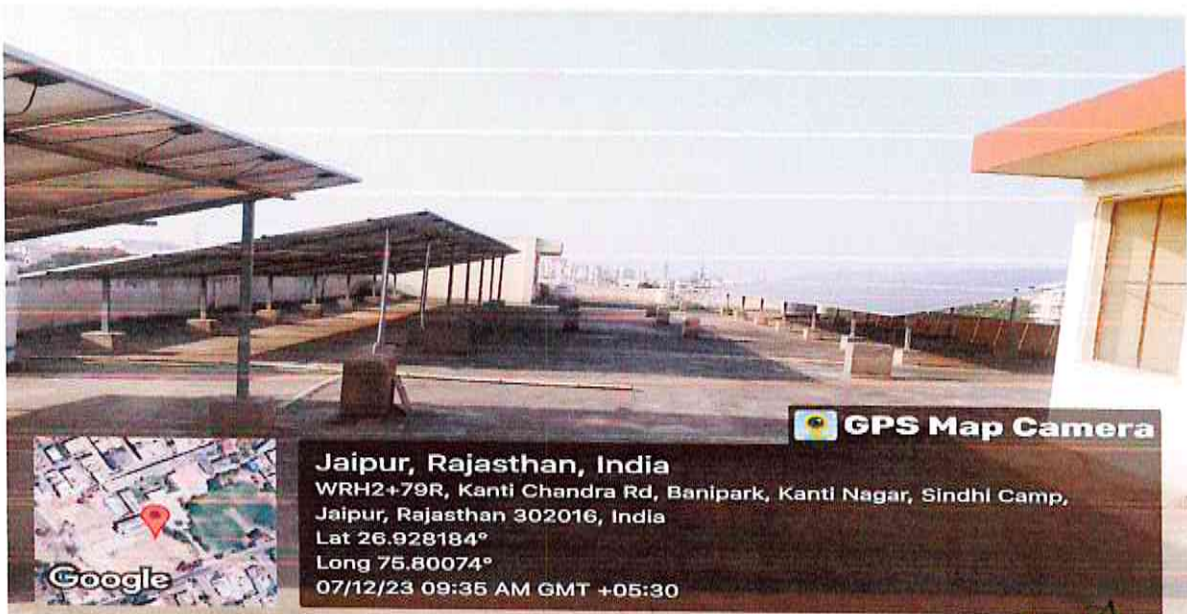 GPS Map Camera
Jaipur, Rajasthan, India
WRH2+79R, Kanti Chandra Rd, Banipark, Kanti Nagar, Sindhi Camp,
Jaipur, Rajasthan 302016, India
Lat 26.928184°
Long 75.80074°
07/12/23 09:35 AM GMT +05:30
Google